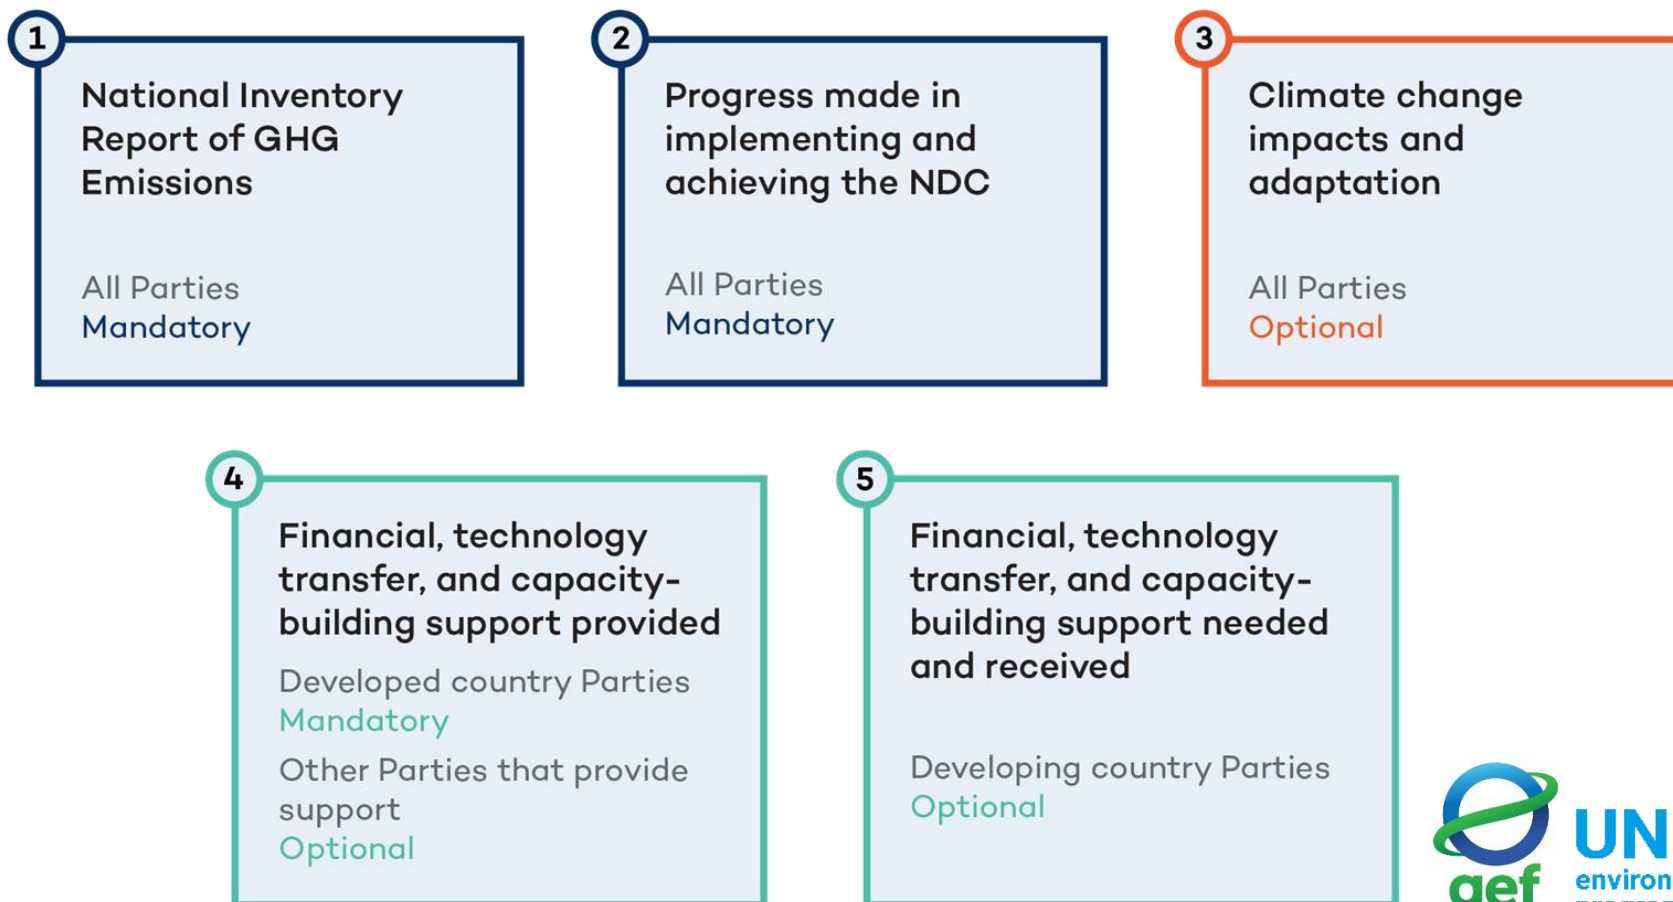 1
National Inventory
Report of GHG
Emissions
All Parties
Mandatory
2
Progress made in
implementing and
achieving the NDC
All Parties
Mandatory
3
Climate change
impacts and
adaptation
All Parties
Optional
4
Financial, technology
transfer, and capacity-
building support provided
Developed country Parties
Mandatory
Other Parties that provide
support
Optional
5
Financial, technology
transfer, and capacity-
building support needed
and received
Developing country Parties
Optional
gef
UN
environ